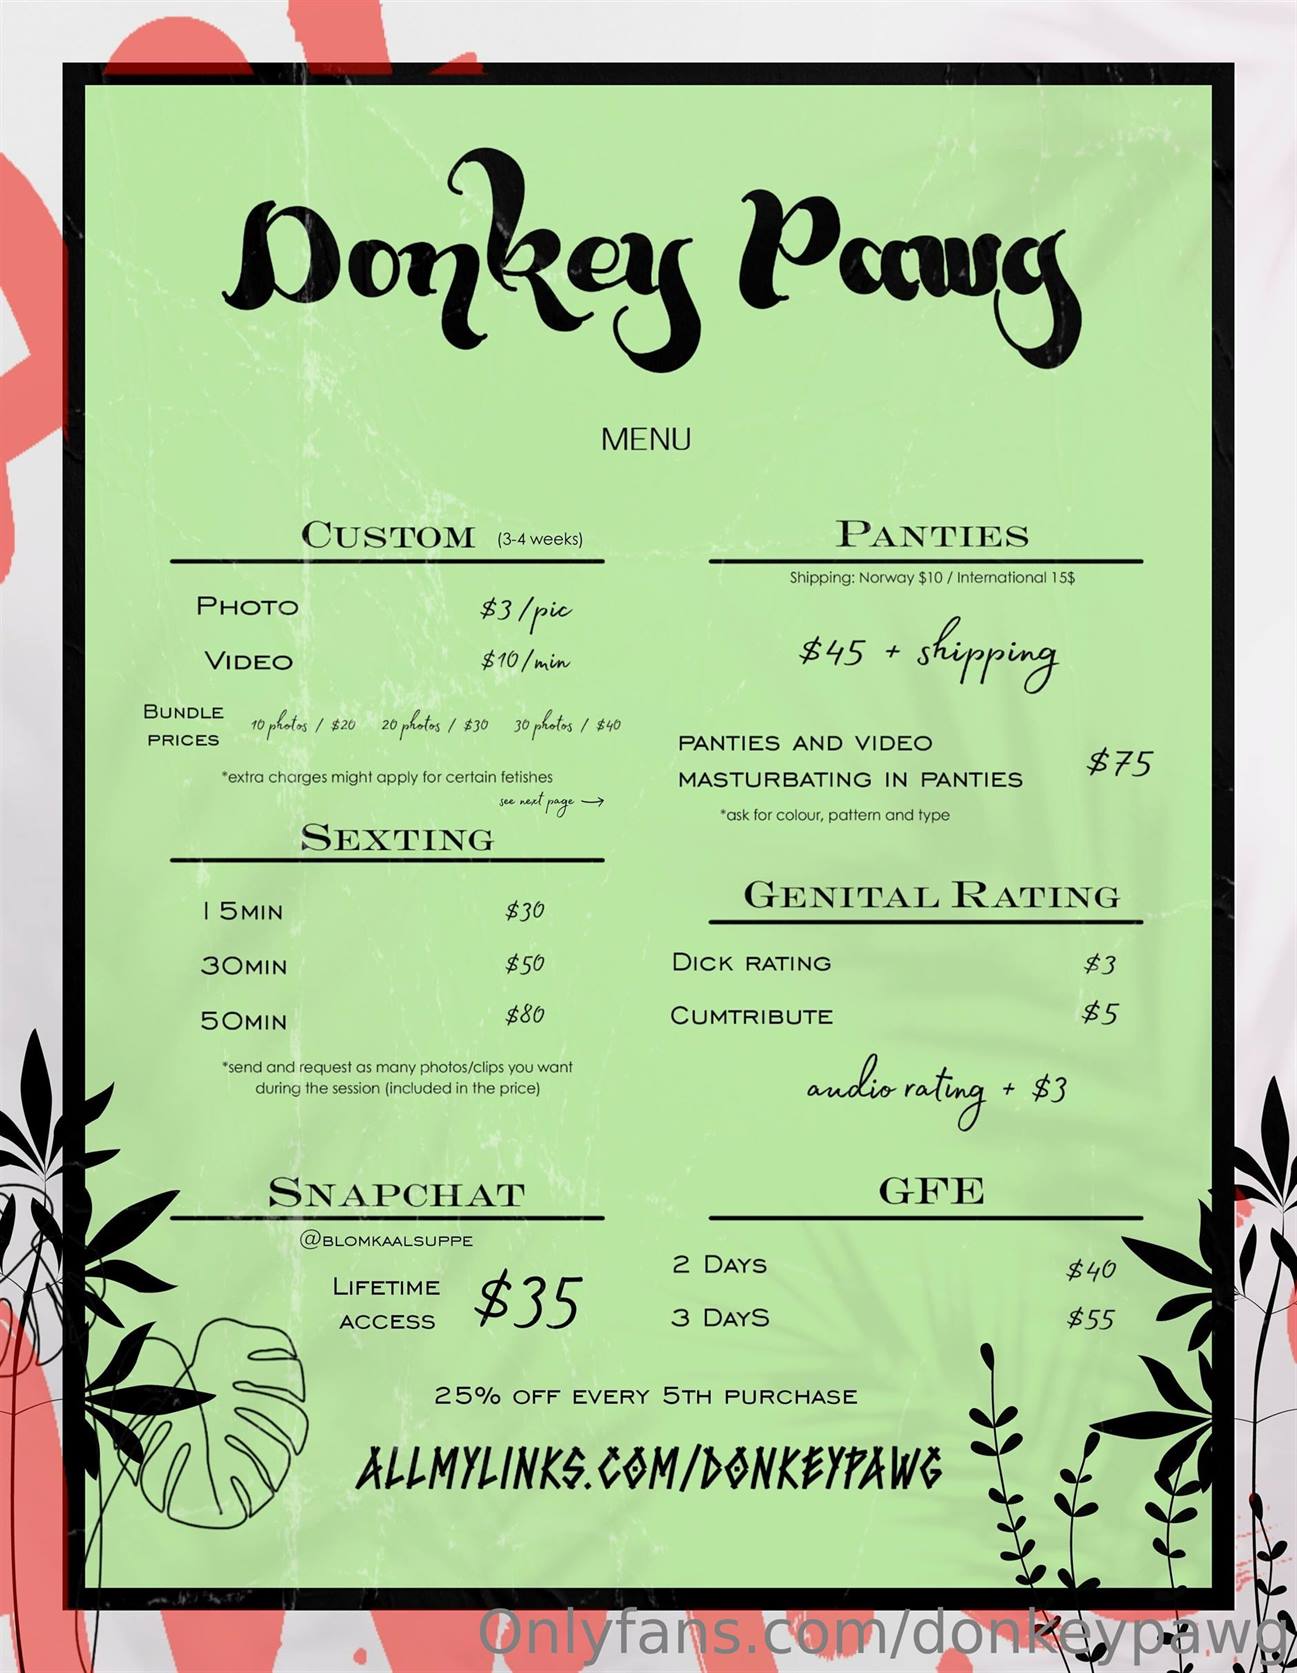 Donkey Pawg
MENU
CUSTOM (3-4 weeks)
PHOTO $3/pic
VIDEO $10/min
BUNDLE PRICES 10 photos / $20 20 photos / $30 30 photos / $40
*extra charges might apply for certain fetishes
see next page →
SEXTING
15MIN $30
30MIN $50
50MIN $80
*send and request as many photos/clips you want
during the session (included in the price)
SNAPCHAT
@BLOMKAALSUPPE
LIFETIME
ACCESS $35
PANTIES
Shipping: Norway $10 / International 15$
$45 + shipping
PANTIES AND VIDEO
MASTURBATING IN PANTIES $75
*ask for colour, pattern and type
GENITAL RATING
DICK RATING $3
CUMTRIBUTE $5
audio rating + $3
GFE
2 DAYS $40
3 DAYS $55
25% OFF EVERY 5TH PURCHASE
ALLMYLINKS.COM/DONKEYPAWG
Onlyfans.com/donkeypawg